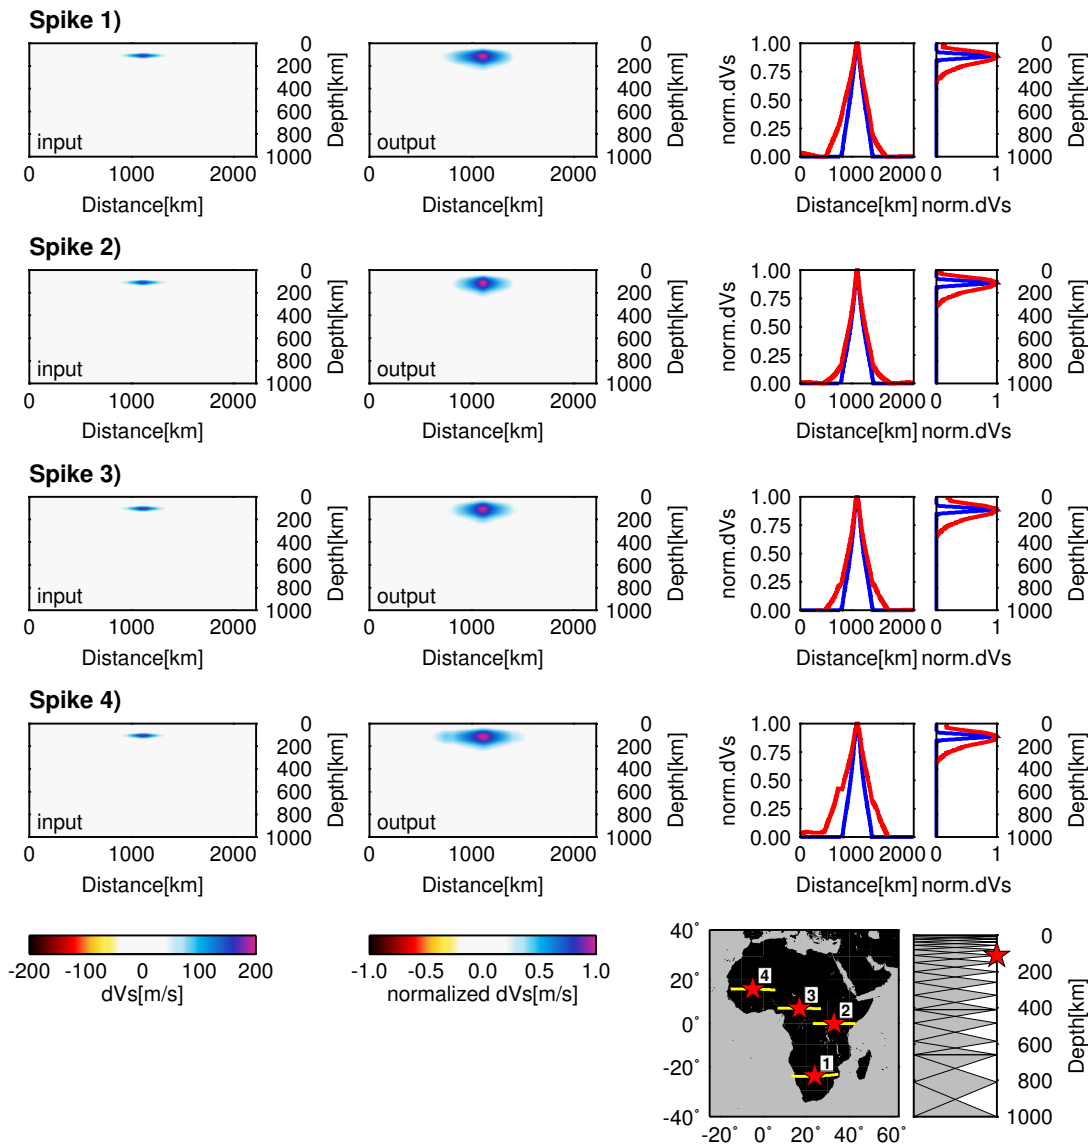 Spike 1)
input
0 1000 2000
Distance[km]
0
200
400
600
800
1000
Depth[km]
output
0 1000 2000
Distance[km]
0
200
400
600
800
1000
Depth[km]
norm.dVs
1.00
0.75
0.50
0.25
0.00
0 1000 2000
Distance[km]
0 1
norm.dVs
0
200
400
600
800
1000
Depth[km]
Spike 2)
input
0 1000 2000
Distance[km]
0
200
400
600
800
1000
Depth[km]
output
0 1000 2000
Distance[km]
0
200
400
600
800
1000
Depth[km]
norm.dVs
1.00
0.75
0.50
0.25
0.00
0 1000 2000
Distance[km]
0 1
norm.dVs
0
200
400
600
800
1000
Depth[km]
Spike 3)
input
0 1000 2000
Distance[km]
0
200
400
600
800
1000
Depth[km]
output
0 1000 2000
Distance[km]
0
200
400
600
800
1000
Depth[km]
norm.dVs
1.00
0.75
0.50
0.25
0.00
0 1000 2000
Distance[km]
0 1
norm.dVs
0
200
400
600
800
1000
Depth[km]
Spike 4)
input
0 1000 2000
Distance[km]
0
200
400
600
800
1000
Depth[km]
output
0 1000 2000
Distance[km]
0
200
400
600
800
1000
Depth[km]
norm.dVs
1.00
0.75
0.50
0.25
0.00
0 1000 2000
Distance[km]
0 1
norm.dVs
0
200
400
600
800
1000
Depth[km]
-200 -100 0 100 200
dVs[m/s]
-1.0 -0.5 0.0 0.5 1.0
normalized dVs[m/s]
40˚
20˚
0˚
-20˚
-40˚
4
3
2
1
-20˚ 0˚ 20˚ 40˚ 60˚
0
200
400
600
800
1000
Depth[km]